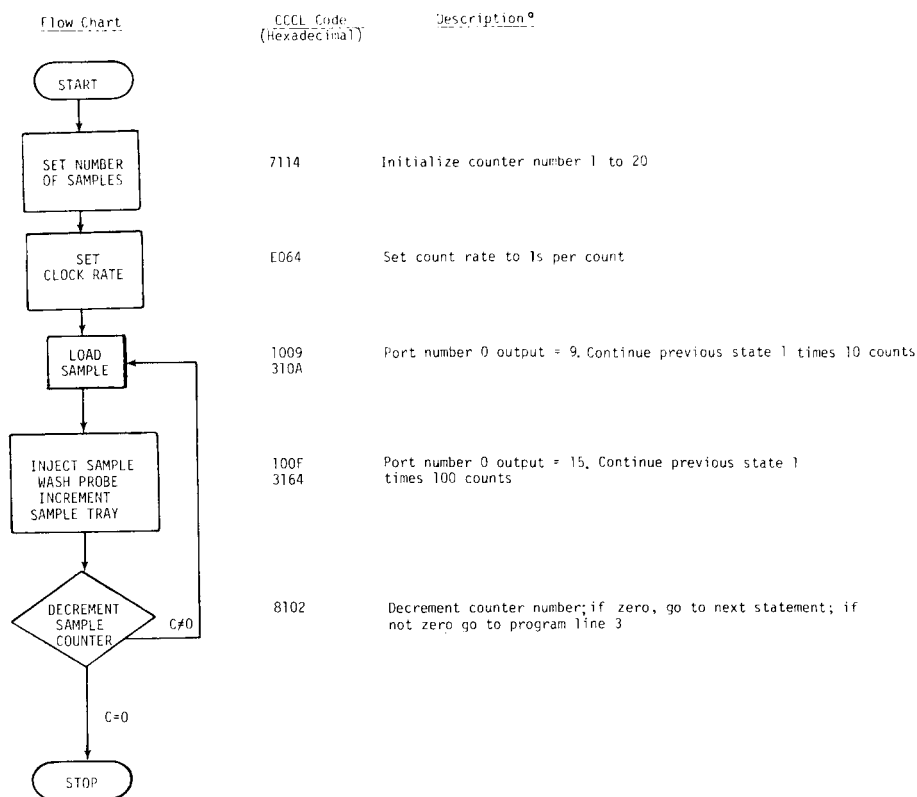 Flow Chart
CCCL Code
(Hexadecimal)
Description a
START
SET NUMBER
OF SAMPLES
7114
Initialize counter number 1 to 20
SET
CLOCK RATE
E064
Set count rate to 1s per count
LOAD
SAMPLE
1009
310A
Port number 0 output = 9. Continue previous state 1 times 10 counts
INJECT SAMPLE
WASH PROBE
INCREMENT
SAMPLE TRAY
100F
3164
Port number 0 output = 15. Continue previous state 1
times 100 counts
DECREMENT
SAMPLE
COUNTER
C≠0
8102
Decrement counter number; if zero, go to next statement; if
not zero go to program line 3
C=0
STOP